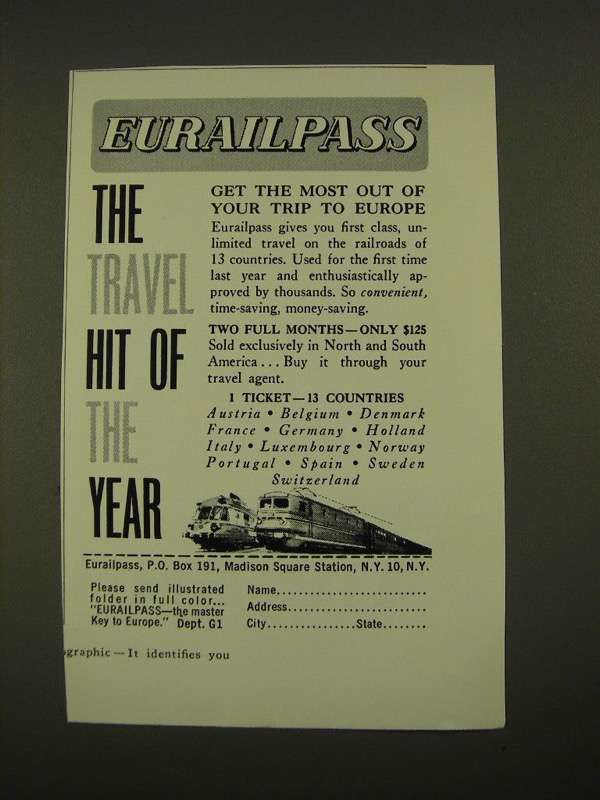 EURAILPASS
THE
TRAVEL
HIT OF
THE
YEAR
GET THE MOST OUT OF
YOUR TRIP TO EUROPE
Eurailpass gives you first class, un-
limited travel on the railroads of
13 countries. Used for the first time
last year and enthusiastically ap-
proved by thousands. So convenient,
time-saving, money-saving.
TWO FULL MONTHS—ONLY $125
Sold exclusively in North and South
America... Buy it through your
travel agent.
1 TICKET—13 COUNTRIES
Austria • Belgium • Denmark
France • Germany • Holland
Italy • Luxembourg • Norway
Portugal • Spain • Sweden
Switzerland
Eurailpass, P.O. Box 191, Madison Square Station, N.Y. 10, N.Y.
Please send illustrated
folder in full color...
"EURAILPASS—the master
Key to Europe." Dept. G1
Name...........................
Address.........................
City................State........
ographic — It identifies you